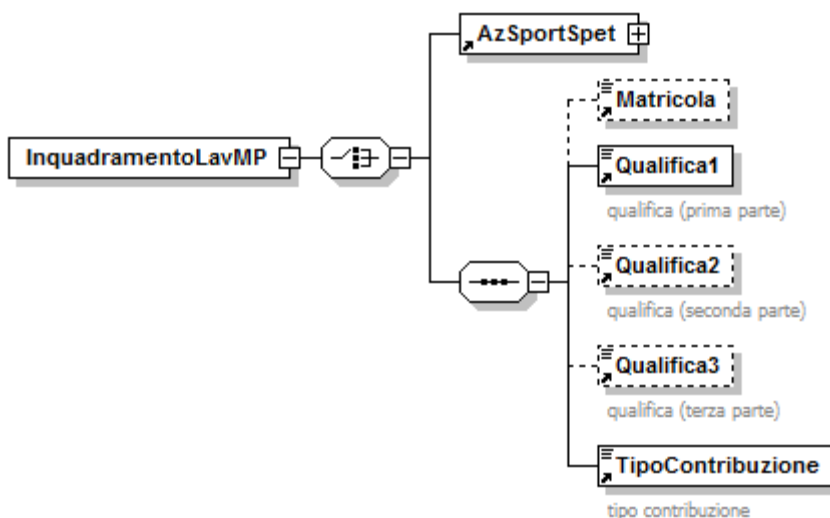 AzSportSpet
Matricola
InquadramentoLavMP
Qualifica1
qualifica (prima parte)
Qualifica2
qualifica (seconda parte)
Qualifica3
qualifica (terza parte)
TipoContribuzione
tipo contribuzione